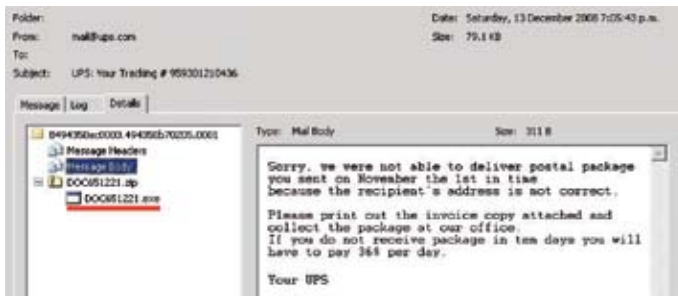 Folder:
Date: Saturday, 13 December 2008 7:05:43 p.m.
From: mail@ups.com
Size: 79.1 KB
To:
Subject: UPS: Your Tracking # 959301210436
Message Log Details
Type: Mail Body Size: 311 B
Message Headers
Message Body
DOC651221.zip
DOC651221.exe
Sorry, we were not able to deliver postal package
you sent on November the 1st in time
because the recipient's address is not correct.
Please print out the invoice copy attached and
collect the package at our office.
If you do not receive package in ten days you will
have to pay 36$ per day.
Your UPS